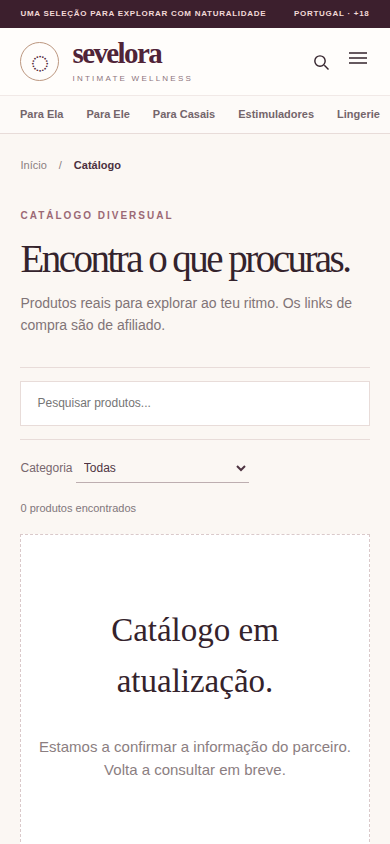 UMA SELEÇÃO PARA EXPLORAR COM NATURALIDADE PORTUGAL · +18
sevelora
INTIMATE WELLNESS
Para Ela Para Ele Para Casais Estimuladores Lingerie
Início / Catálogo
CATÁLOGO DIVERSUAL
Encontra o que procuras.
Produtos reais para explorar ao teu ritmo. Os links de
compra são de afiliado.
Pesquisar produtos...
Categoria Todas
0 produtos encontrados
Catálogo em
atualização.
Estamos a confirmar a informação do parceiro.
Volta a consultar em breve.